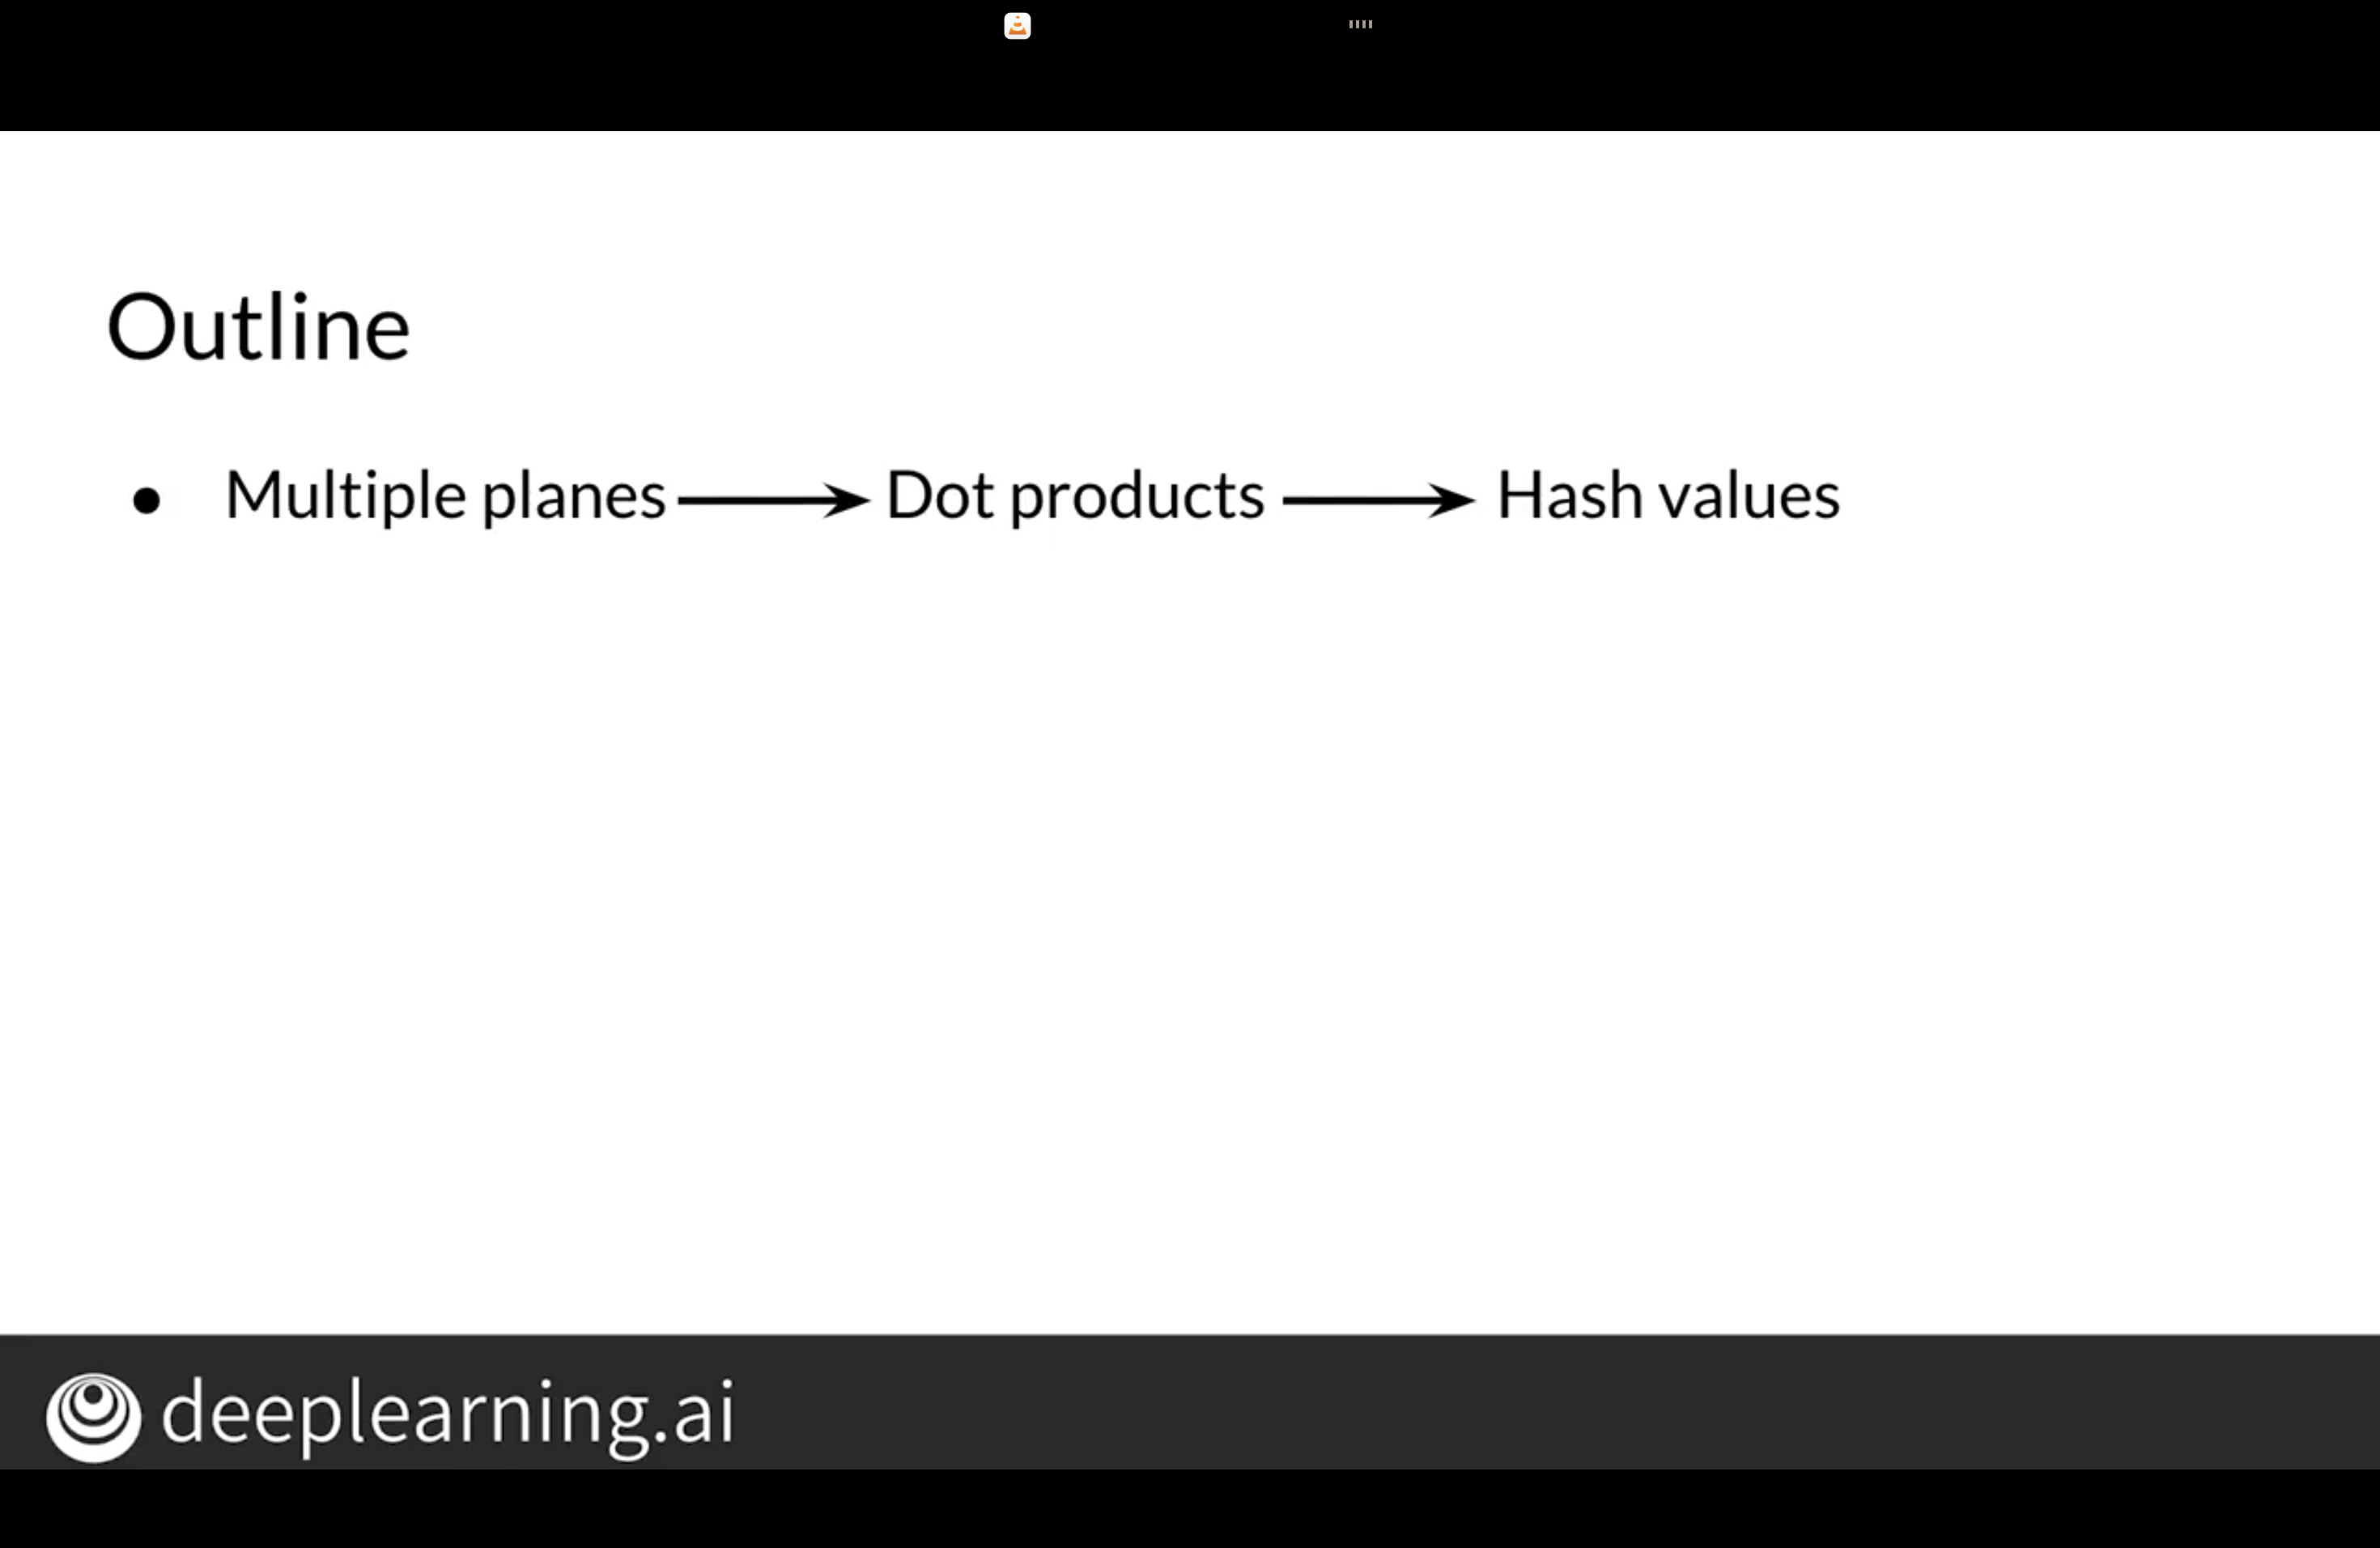 Outline
● Multiple planes → Dot products → Hash values
deeplearning.ai